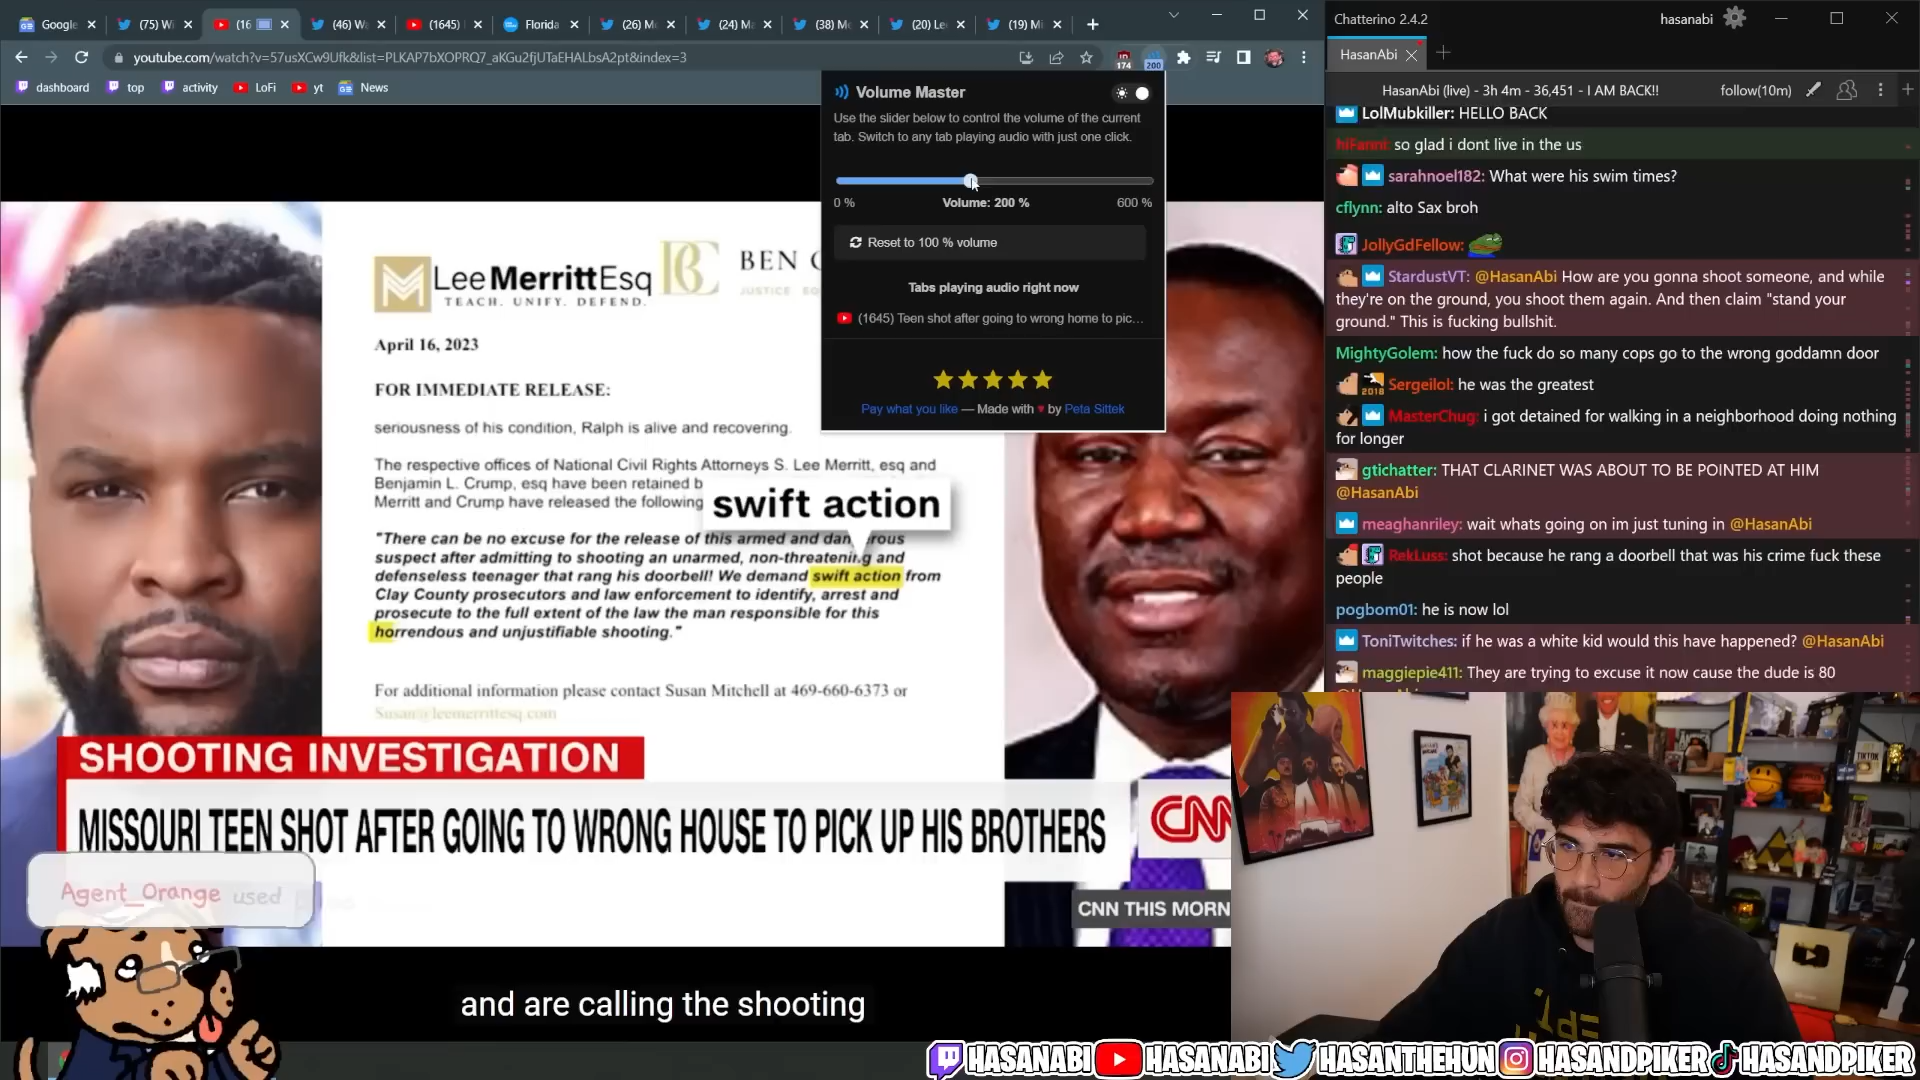 Google
(75) W
(16
(46) W
(1645)
Florida
(26) M
(24) M
(38) M
(20) Le
(19) Mi
youtube.com/watch?v=57usXCw9Ufk&list=PLKAP7bXOPRQ7_aKGu2fjUTaEHALbsA2pt&index=3
174
200
dashboard
top
activity
LoFi
yt
News
Volume Master
Use the slider below to control the volume of the current
tab. Switch to any tab playing audio with just one click.
0 %
Volume: 200 %
600 %
Reset to 100 % volume
Tabs playing audio right now
(1645) Teen shot after going to wrong home to pic...
Pay what you like — Made with ♥ by Peta Sittek
LeeMerrittEsq
TEACH. UNIFY. DEFEND.
BEN C
JUSTICE
April 16, 2023
FOR IMMEDIATE RELEASE:
seriousness of his condition, Ralph is alive and recovering.
The respective offices of National Civil Rights Attorneys S. Lee Merritt, esq and
Benjamin L. Crump, esq have been retained b
Merritt and Crump have released the following
swift action
"There can be no excuse for the release of this armed and dangerous
suspect after admitting to shooting an unarmed, non-threatening and
defenseless teenager that rang his doorbell! We demand swift action from
Clay County prosecutors and law enforcement to identify, arrest and
prosecute to the full extent of the law the man responsible for this
horrendous and unjustifiable shooting."
For additional information please contact Susan Mitchell at 469-660-6373 or
Susan@leemerrittesq.com
SHOOTING INVESTIGATION
MISSOURI TEEN SHOT AFTER GOING TO WRONG HOUSE TO PICK UP HIS BROTHERS
CNN
CNN THIS MORN
Agent_Orange used
and are calling the shooting
Chatterino 2.4.2
hasanabi
HasanAbi
HasanAbi (live) - 3h 4m - 36,451 - I AM BACK!!
follow(10m)
LolMubkiller: HELLO BACK
hiFanni: so glad i dont live in the us
sarahnoel182: What were his swim times?
cflynn: alto Sax broh
JollyGdFellow:
StardustVT: @HasanAbi How are you gonna shoot someone, and while
they're on the ground, you shoot them again. And then claim "stand your
ground." This is fucking bullshit.
MightyGolem: how the fuck do so many cops go to the wrong goddamn door
2018 Sergeilol: he was the greatest
MasterChug: i got detained for walking in a neighborhood doing nothing
for longer
gtichatter: THAT CLARINET WAS ABOUT TO BE POINTED AT HIM
@HasanAbi
meaghanriley: wait whats going on im just tuning in @HasanAbi
RekLuss: shot because he rang a doorbell that was his crime fuck these
people
pogbom01: he is now lol
ToniTwitches: if he was a white kid would this have happened? @HasanAbi
maggiepie411: They are trying to excuse it now cause the dude is 80
TIKTOK
HASANABI
HASANABI
HASANTHEHUN
HASANDPIKER
HASANDPIKER